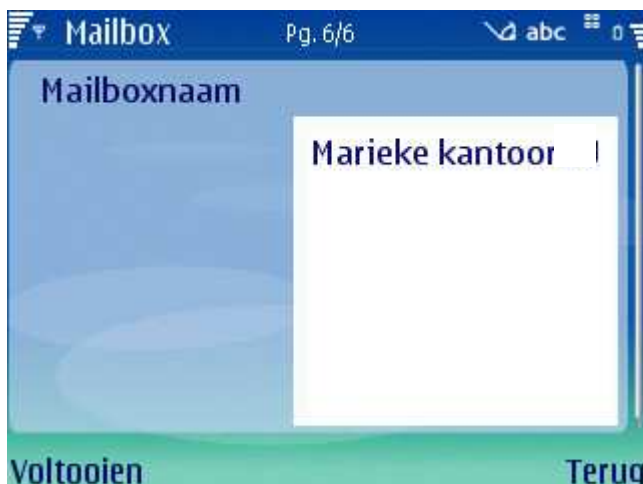 Mailbox Pg. 6/6 abc
Mailboxnaam
Marieke kantoor
Voltooien Terug